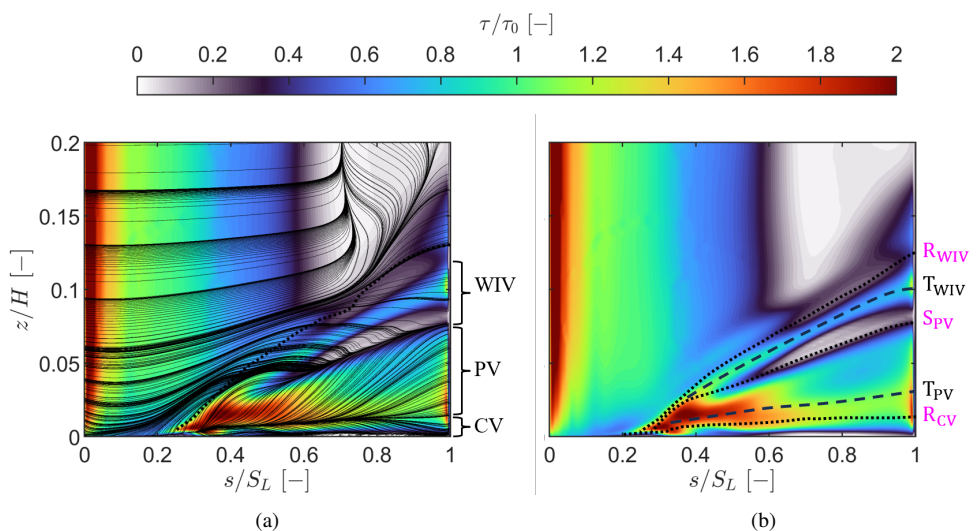 τ/τ₀ [−]
0 0.2 0.4 0.6 0.8 1 1.2 1.4 1.6 1.8 2
z/H [−]
0.2
0.15
0.1
0.05
0
0 0.2 0.4 0.6 0.8 1
s/S_L [−]
WIV
PV
CV
(a)
R_WIV
T_WIV
S_PV
T_PV
R_CV
0 0.2 0.4 0.6 0.8 1
s/S_L [−]
(b)